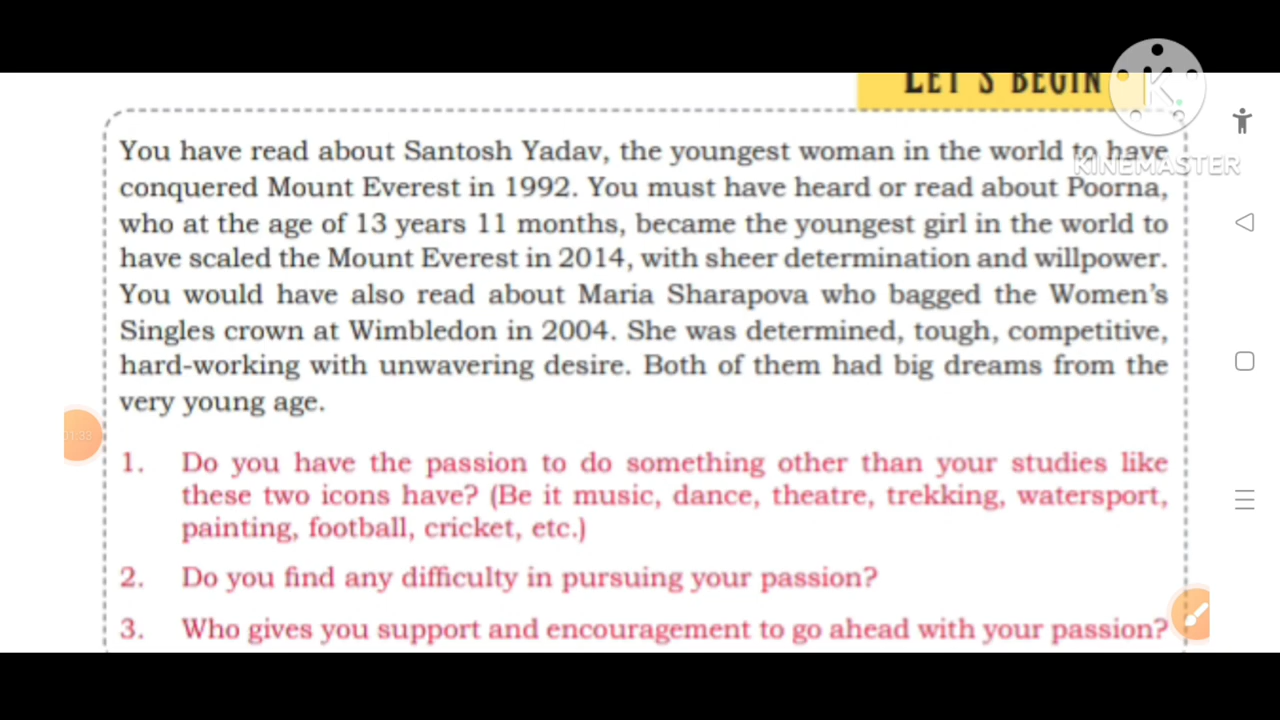 LET'S BEGIN
KINEMASTER
You have read about Santosh Yadav, the youngest woman in the world to have
conquered Mount Everest in 1992. You must have heard or read about Poorna,
who at the age of 13 years 11 months, became the youngest girl in the world to
have scaled the Mount Everest in 2014, with sheer determination and willpower.
You would have also read about Maria Sharapova who bagged the Women's
Singles crown at Wimbledon in 2004. She was determined, tough, competitive,
hard-working with unwavering desire. Both of them had big dreams from the
very young age.
01:33
1. Do you have the passion to do something other than your studies like
these two icons have? (Be it music, dance, theatre, trekking, watersport,
painting, football, cricket, etc.)
2. Do you find any difficulty in pursuing your passion?
3. Who gives you support and encouragement to go ahead with your passion?